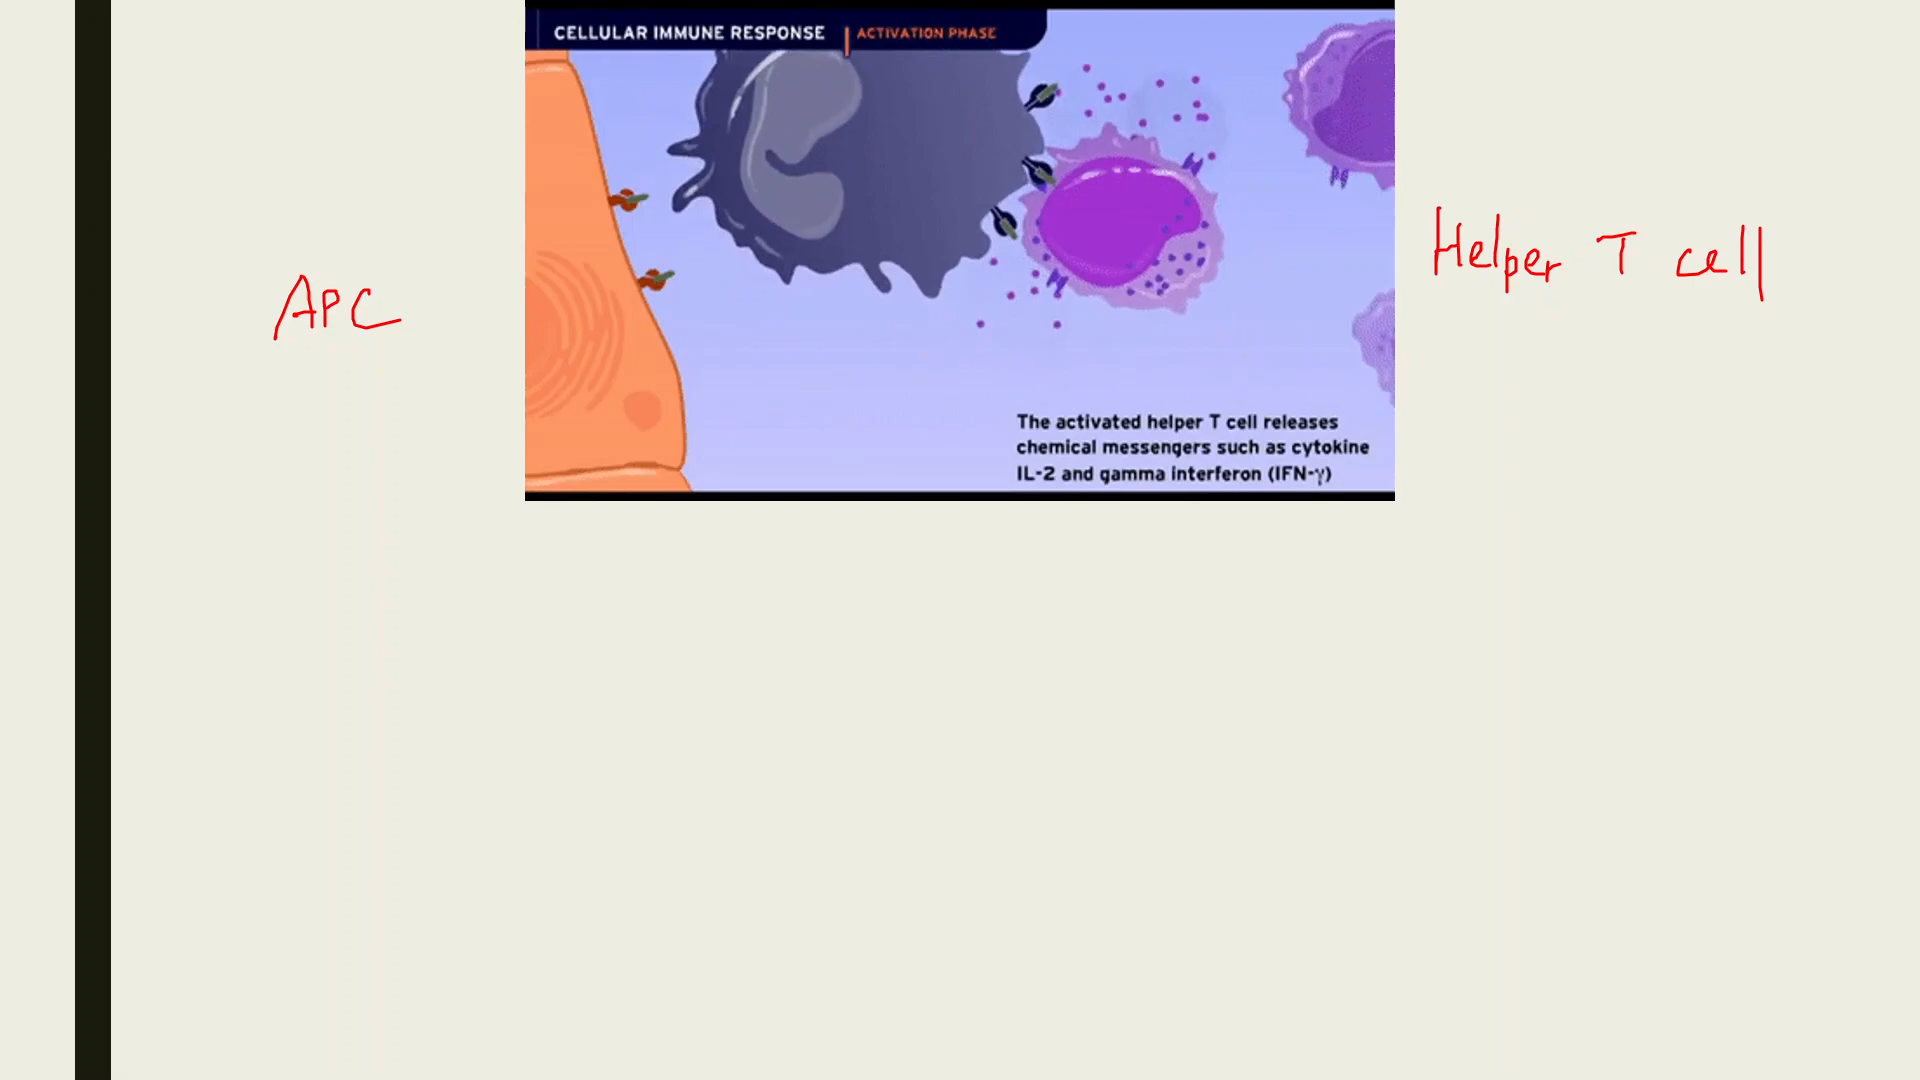 CELLULAR IMMUNE RESPONSE | ACTIVATION PHASE
Helper T cell
APC
The activated helper T cell releases
chemical messengers such as cytokine
IL-2 and gamma interferon (IFN-γ)